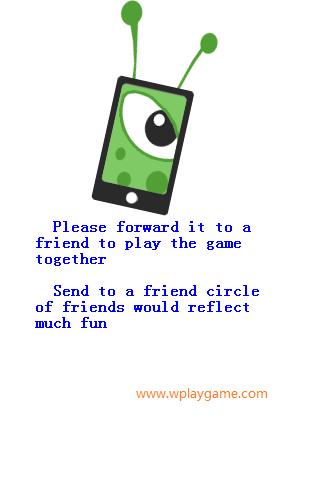 Please forward it to a
friend to play the game
together
Send to a friend circle
of friends would reflect
much fun
www.wplaygame.com